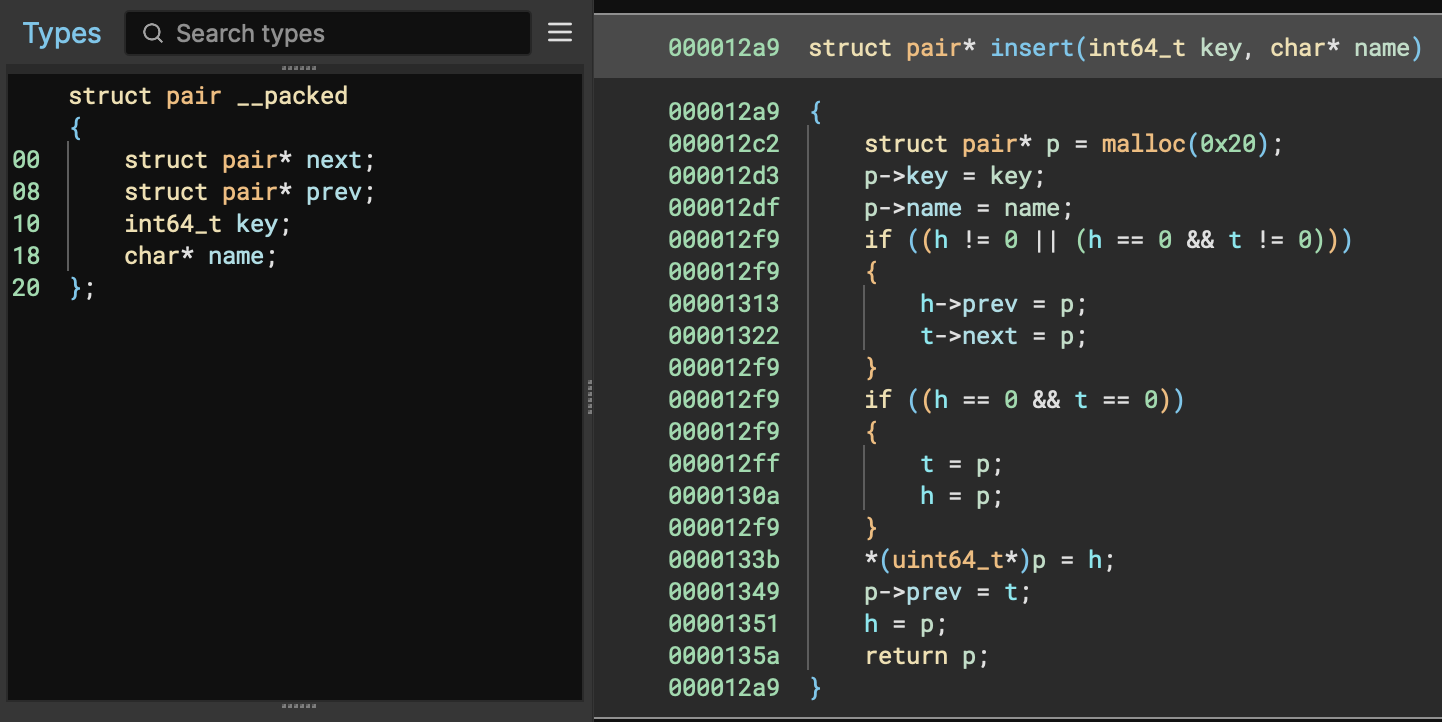 Types
Search types
struct pair __packed
{
00 struct pair* next;
08 struct pair* prev;
10 int64_t key;
18 char* name;
20 };
000012a9 struct pair* insert(int64_t key, char* name)
000012a9 {
000012c2 struct pair* p = malloc(0x20);
000012d3 p->key = key;
000012df p->name = name;
000012f9 if ((h != 0 || (h == 0 && t != 0)))
000012f9 {
00001313 h->prev = p;
00001322 t->next = p;
000012f9 }
000012f9 if ((h == 0 && t == 0))
000012f9 {
000012ff t = p;
0000130a h = p;
000012f9 }
0000133b *(uint64_t*)p = h;
00001349 p->prev = t;
00001351 h = p;
0000135a return p;
000012a9 }